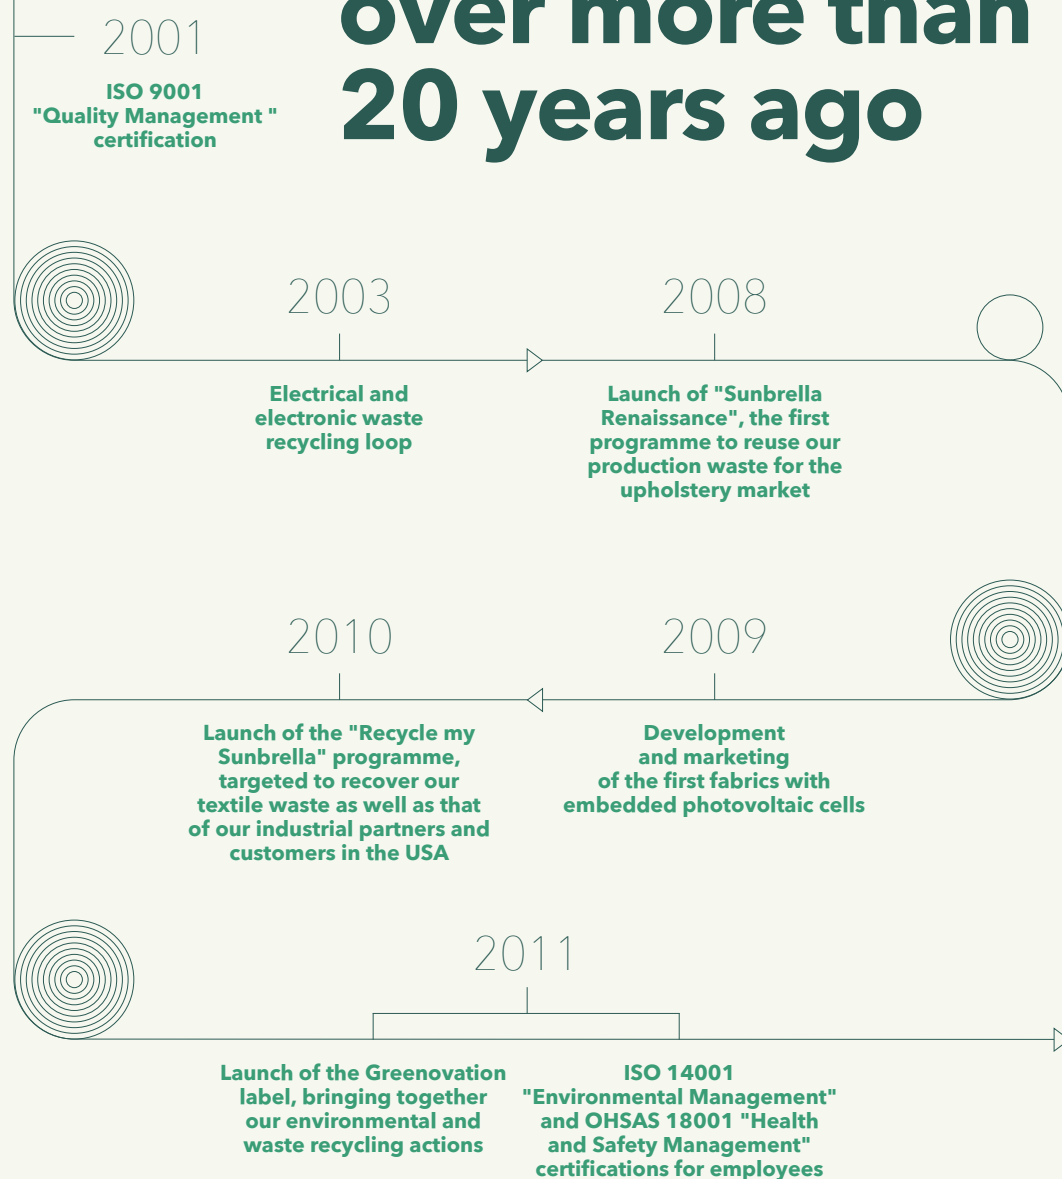 over more than
20 years ago
2001
ISO 9001
"Quality Management "
certification
2003
Electrical and
electronic waste
recycling loop
2008
Launch of "Sunbrella
Renaissance", the first
programme to reuse our
production waste for the
upholstery market
2009
Development
and marketing
of the first fabrics with
embedded photovoltaic cells
2010
Launch of the "Recycle my
Sunbrella" programme,
targeted to recover our
textile waste as well as that
of our industrial partners and
customers in the USA
2011
Launch of the Greenovation
label, bringing together
our environmental and
waste recycling actions
ISO 14001
"Environmental Management"
and OHSAS 18001 "Health
and Safety Management"
certifications for employees